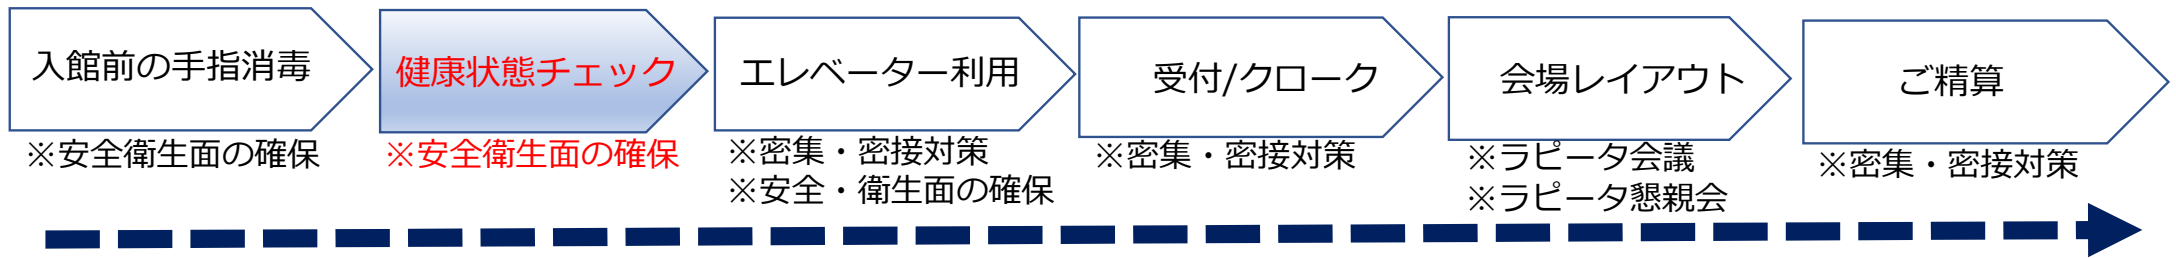 入館前の手指消毒
※安全衛生面の確保
健康状態チェック
※安全衛生面の確保
エレベーター利用
※密集・密接対策
※安全・衛生面の確保
受付/クローク
※密集・密接対策
会場レイアウト
※ラピータ会議
※ラピータ懇親会
ご精算
※密集・密接対策